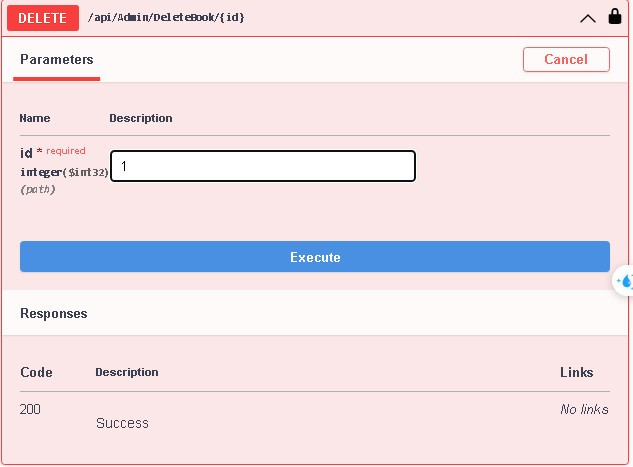 DELETE /api/Admin/DeleteBook/{id}
Parameters Cancel
Name Description
id * required
integer($int32) 1
(path)
Execute
Responses
Code Description Links
200 No links
Success